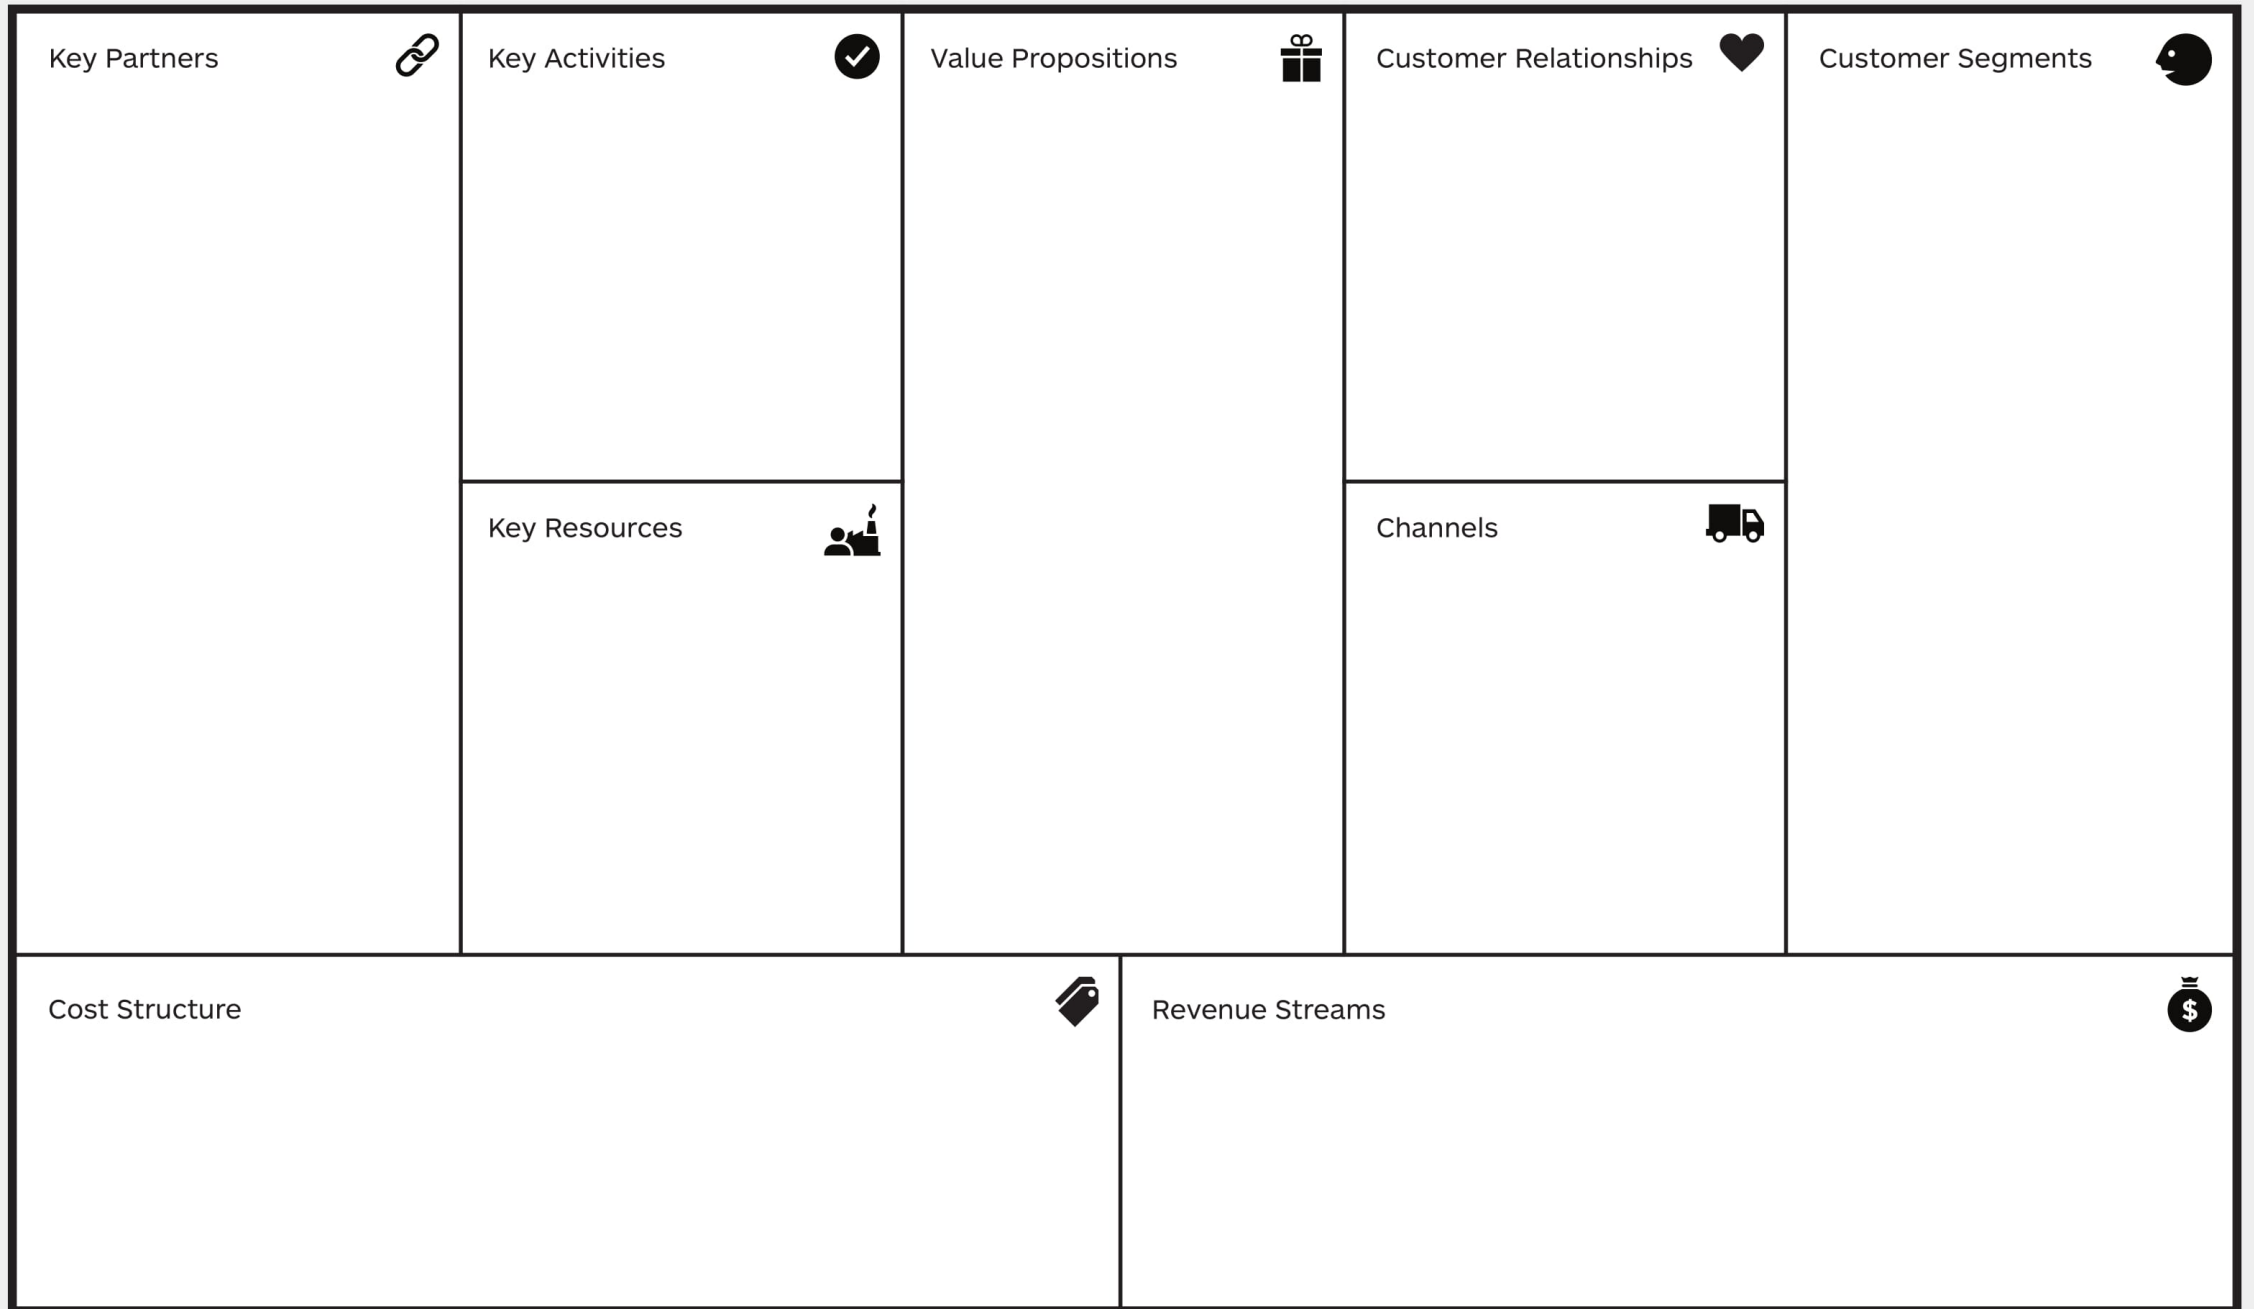 Key Partners
Key Activities
Value Propositions
Customer Relationships
Customer Segments
Key Resources
Channels
Cost Structure
Revenue Streams
$